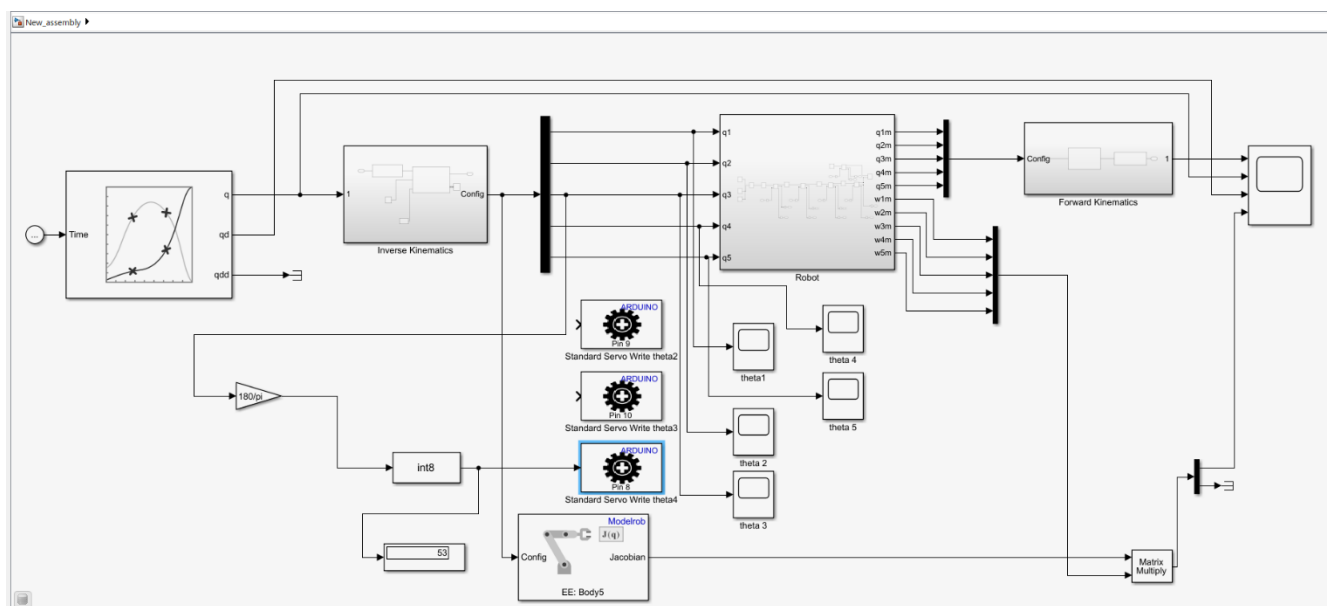 New_assembly
Time
q
qd
qdd
1
Config
Inverse Kinematics
q1
q2
q3
q4
q5
q1m
q2m
q3m
q4m
q5m
w1m
w2m
w3m
w4m
w5m
Robot
Config
1
Forward Kinematics
...
ARDUINO
Pin 9
Standard Servo Write theta2
ARDUINO
Pin 10
Standard Servo Write theta3
ARDUINO
Pin 8
Standard Servo Write theta4
theta1
theta 4
theta 5
theta 2
theta 3
180/pi
int8
53
Modelrob
J(q)
Config
Jacobian
EE: Body5
Matrix
Multiply